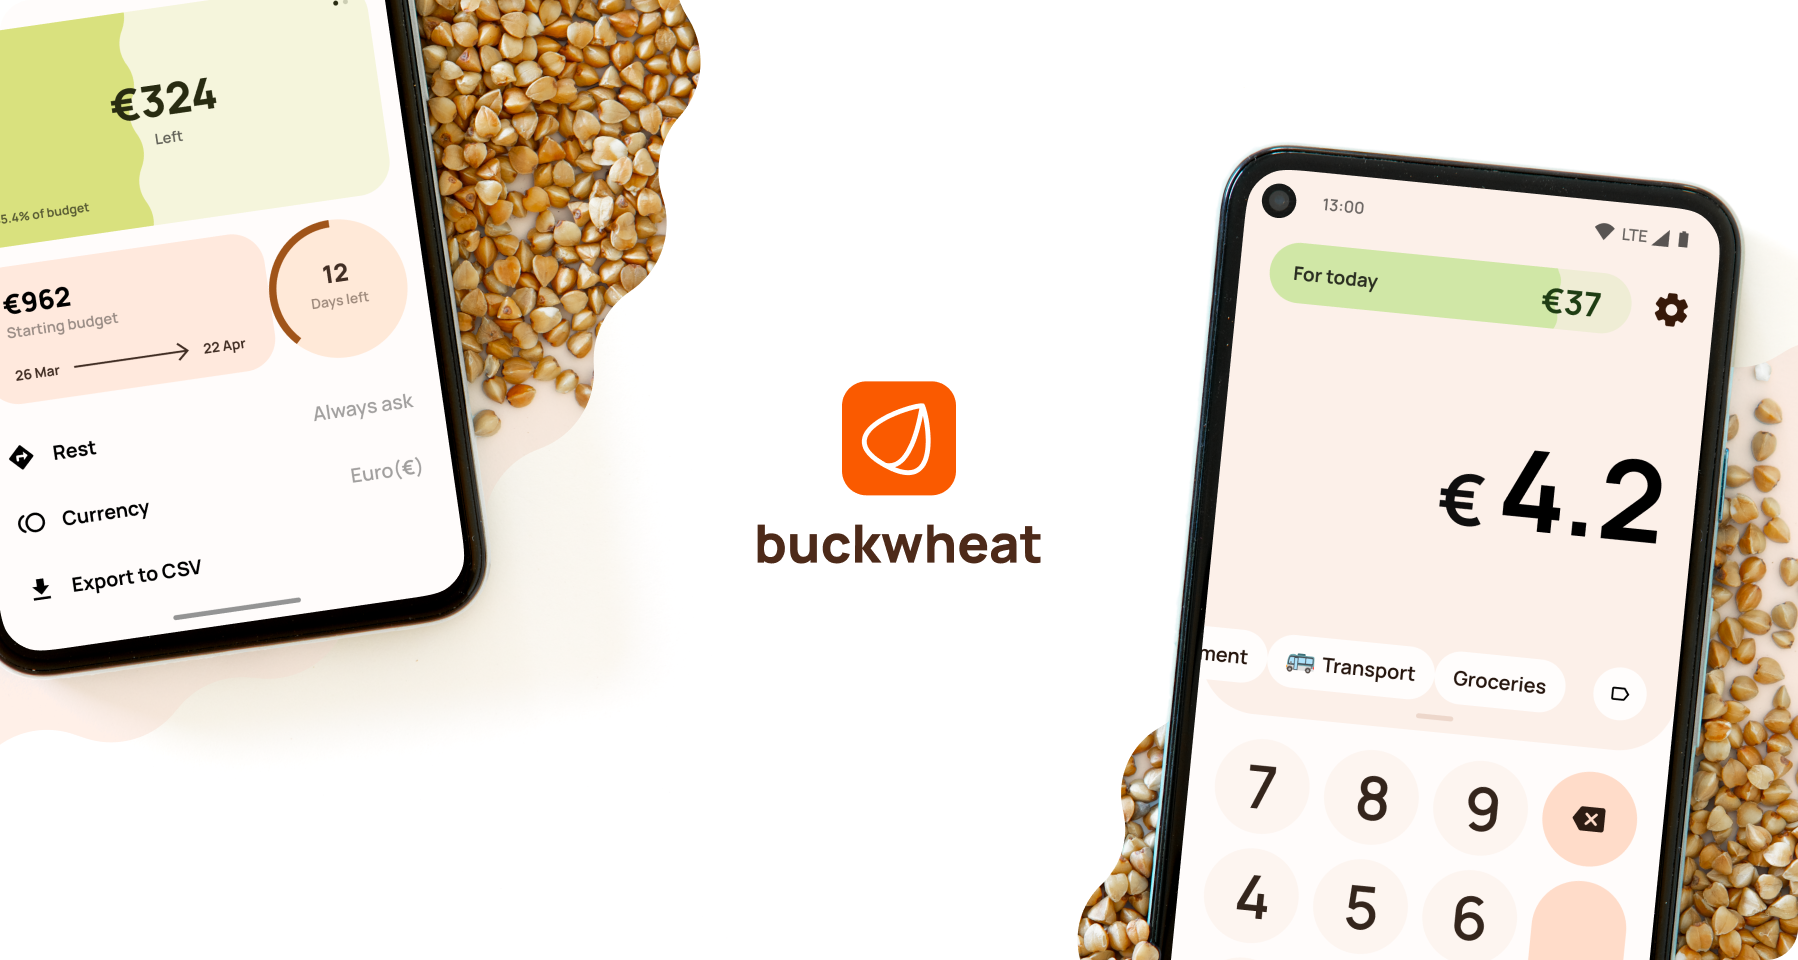 €324
Left
5.4% of budget
€962
Starting budget
26 Mar
22 Apr
12
Days left
Rest
Always ask
Currency
Euro(€)
Export to CSV
buckwheat
13:00
LTE
For today
€37
€ 4.2
ment
Transport
Groceries
7 8 9
4 5 6